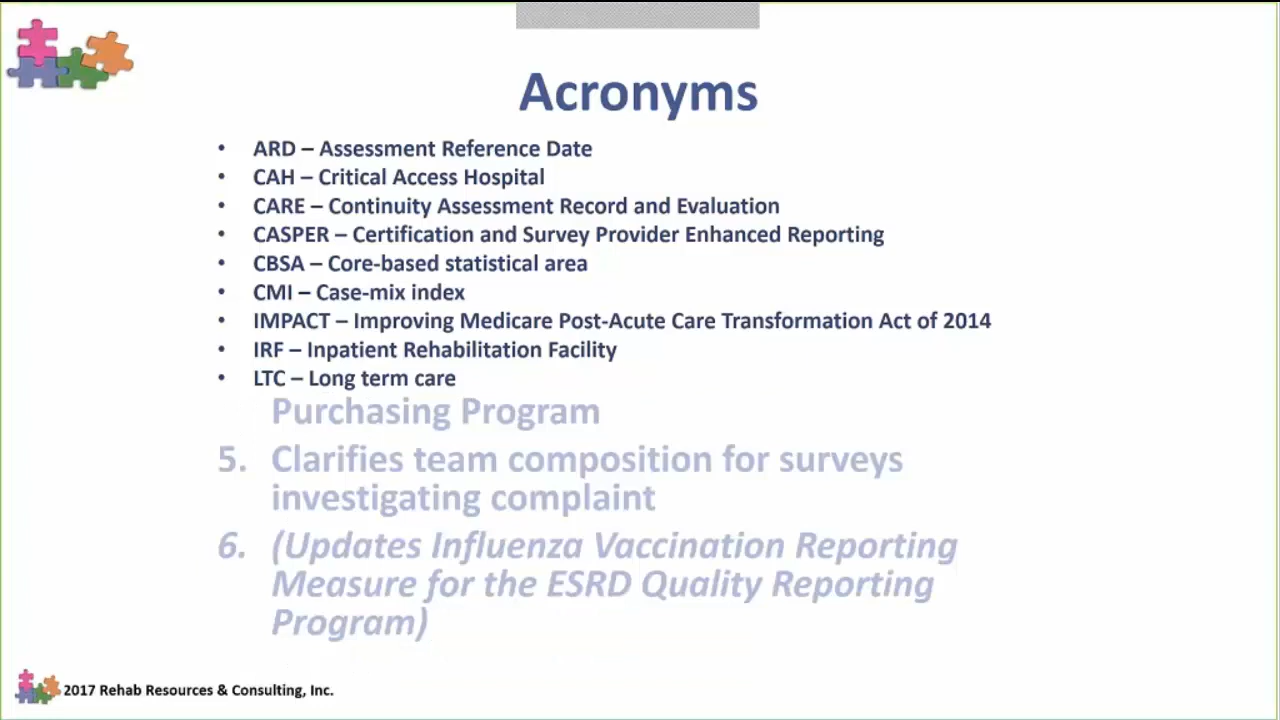 Acronyms
• ARD – Assessment Reference Date
• CAH – Critical Access Hospital
• CARE – Continuity Assessment Record and Evaluation
• CASPER – Certification and Survey Provider Enhanced Reporting
• CBSA – Core-based statistical area
• CMI – Case-mix index
• IMPACT – Improving Medicare Post-Acute Care Transformation Act of 2014
• IRF – Inpatient Rehabilitation Facility
• LTC – Long term care
Purchasing Program
5. Clarifies team composition for surveys
investigating complaint
6. (Updates Influenza Vaccination Reporting
Measure for the ESRD Quality Reporting
Program)
2017 Rehab Resources & Consulting, Inc.